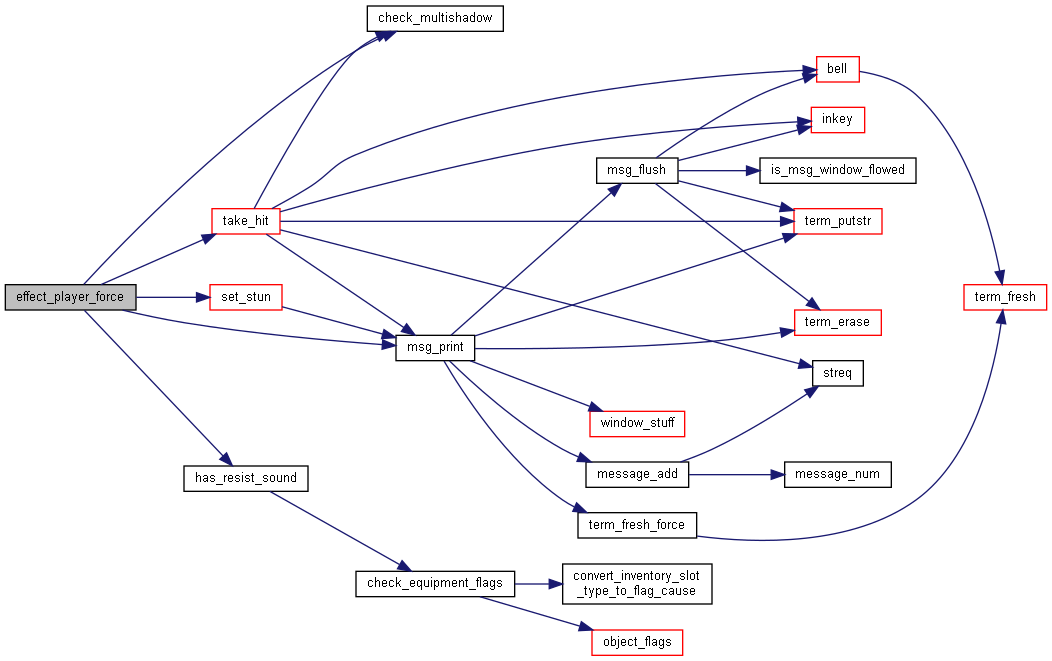 check_multishadow
bell
inkey
msg_flush
is_msg_window_flowed
take_hit
term_putstr
effect_player_force
set_stun
term_fresh
term_erase
msg_print
streq
window_stuff
has_resist_sound
message_add
message_num
term_fresh_force
check_equipment_flags
convert_inventory_slot
_type_to_flag_cause
object_flags